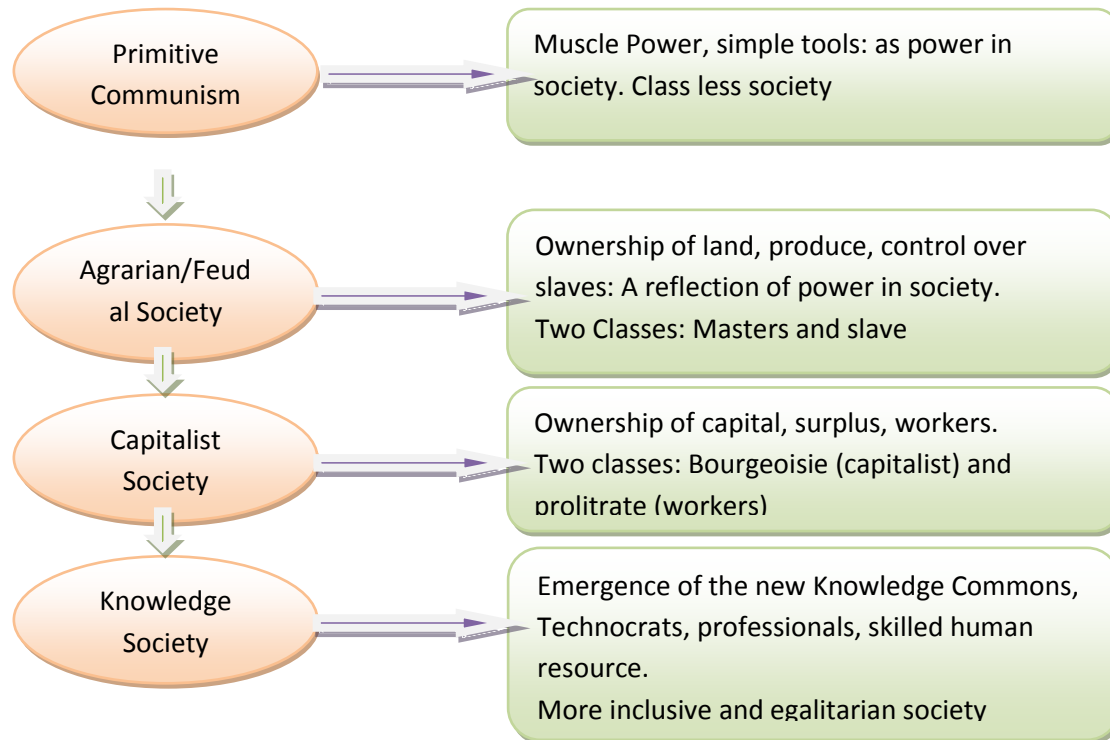 Primitive
Communism
Muscle Power, simple tools: as power in
society. Class less society
Agrarian/Feud
al Society
Ownership of land, produce, control over
slaves: A reflection of power in society.
Two Classes: Masters and slave
Capitalist
Society
Ownership of capital, surplus, workers.
Two classes: Bourgeoisie (capitalist) and
prolitrate (workers)
Knowledge
Society
Emergence of the new Knowledge Commons,
Technocrats, professionals, skilled human
resource.
More inclusive and egalitarian society